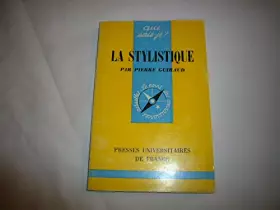 QUE
SAIS-JE?
LA STYLISTIQUE
PAR PIERRE GUIRAUD
PRESSES UNIVERSITAIRES
DE FRANCE